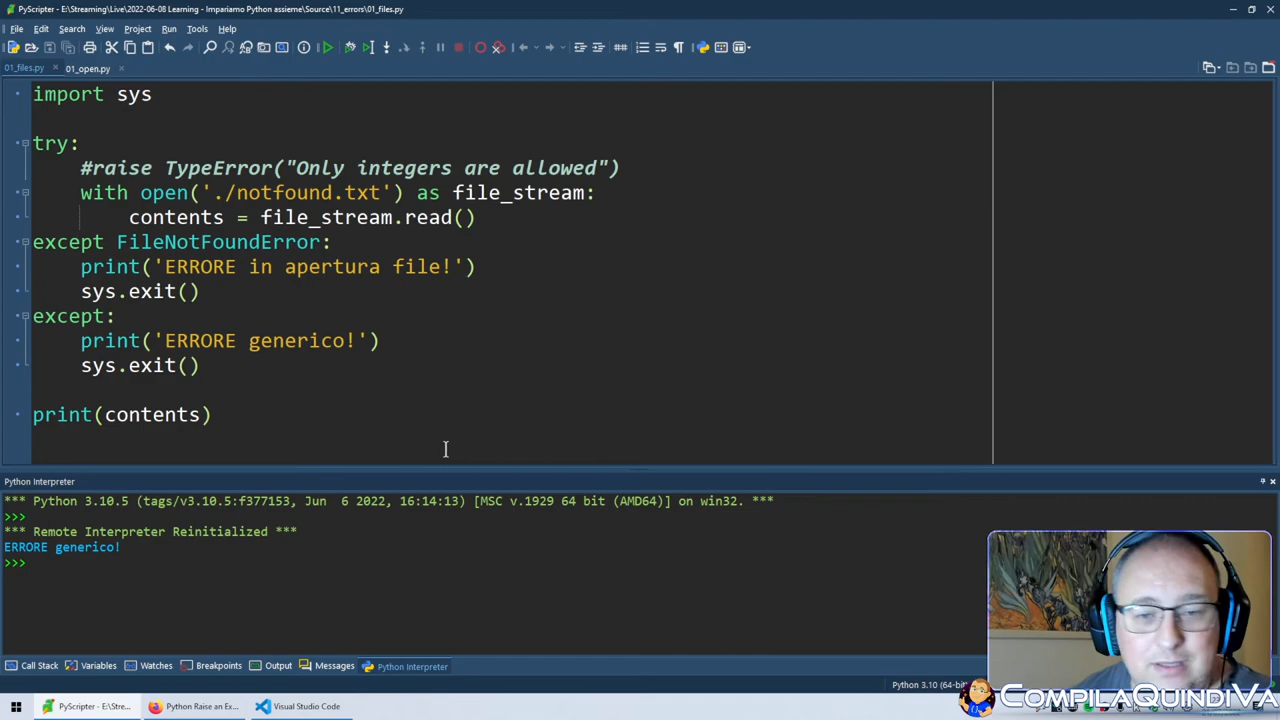 PyScripter - E:\Streaming\Live\2022-06-08 Learning - Impariamo Python assieme\Source\11_errors\01_files.py
File Edit Search View Project Run Tools Help
01_files.py × 01_open.py ×
import sys
try:
#raise TypeError("Only integers are allowed")
with open('./notfound.txt') as file_stream:
contents = file_stream.read()
except FileNotFoundError:
print('ERRORE in apertura file!')
sys.exit()
except:
print('ERRORE generico!')
sys.exit()
print(contents)
Python Interpreter
*** Python 3.10.5 (tags/v3.10.5:f377153, Jun  6 2022, 16:14:13) [MSC v.1929 64 bit (AMD64)] on win32. ***
>>>
*** Remote Interpreter Reinitialized ***
ERRORE generico!
>>>
Call Stack Variables Watches Breakpoints Output Messages Python Interpreter
Python 3.10 (64-bit)
PyScripter - E:\Stre... Python Raise an Ex... Visual Studio Code
COMPILAQUINDIVA